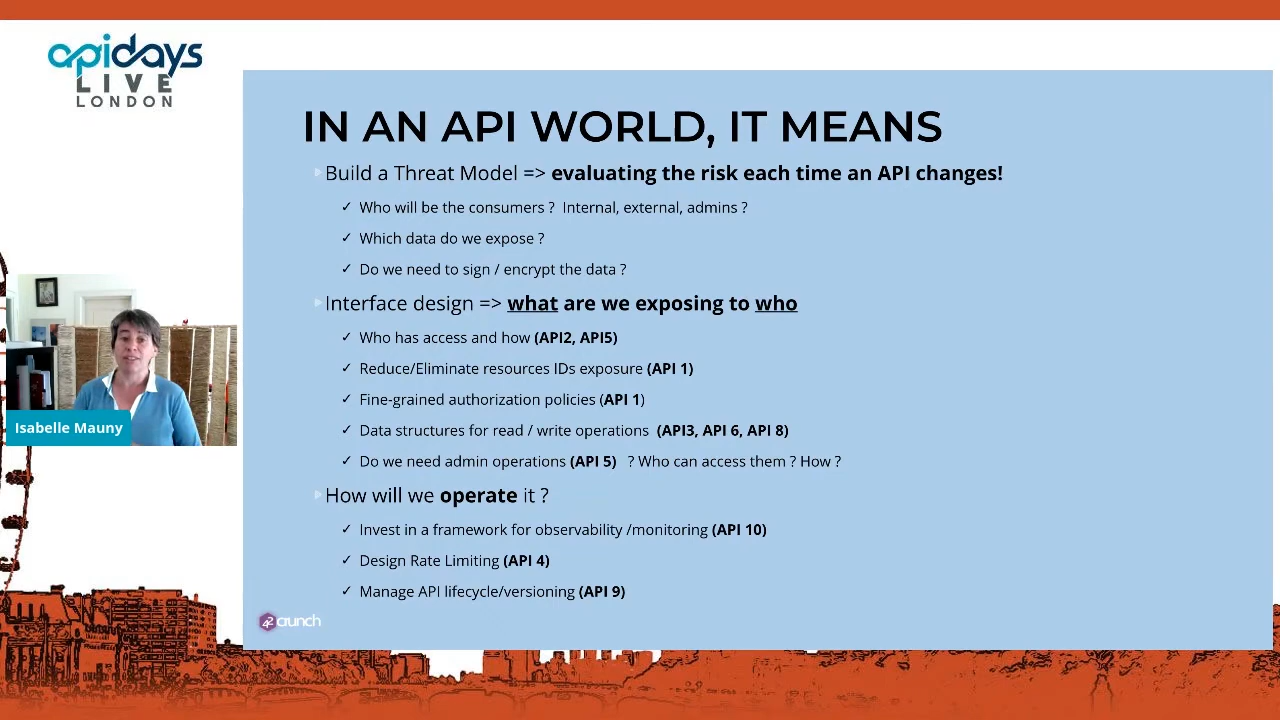 apidays
LIVE
LONDON
IN AN API WORLD, IT MEANS
Build a Threat Model => evaluating the risk each time an API changes!
✓ Who will be the consumers ? Internal, external, admins ?
✓ Which data do we expose ?
✓ Do we need to sign / encrypt the data ?
Interface design => what are we exposing to who
✓ Who has access and how (API2, API5)
✓ Reduce/Eliminate resources IDs exposure (API 1)
✓ Fine-grained authorization policies (API 1)
✓ Data structures for read / write operations (API3, API 6, API 8)
✓ Do we need admin operations (API 5) ? Who can access them ? How ?
How will we operate it ?
✓ Invest in a framework for observability /monitoring (API 10)
✓ Design Rate Limiting (API 4)
✓ Manage API lifecycle/versioning (API 9)
Isabelle Mauny
42 crunch